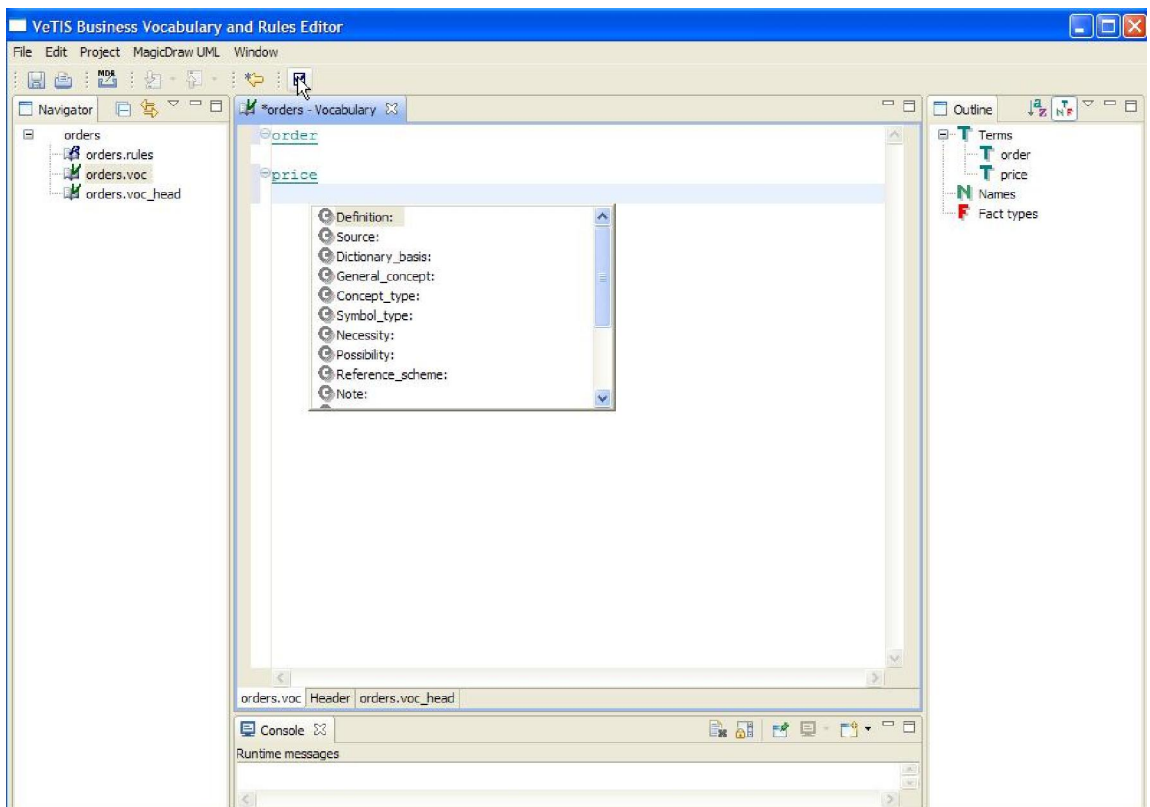 VeTIS Business Vocabulary and Rules Editor
File Edit Project MagicDraw UML Window
MDR
Navigator
orders
orders.rules
orders.voc
orders.voc_head
*orders - Vocabulary
order
price
Definition:
Source:
Dictionary_basis:
General_concept:
Concept_type:
Symbol_type:
Necessity:
Possibility:
Reference_scheme:
Note:
orders.voc Header orders.voc_head
Console
Runtime messages
Outline
T Terms
T order
T price
N Names
F Fact types